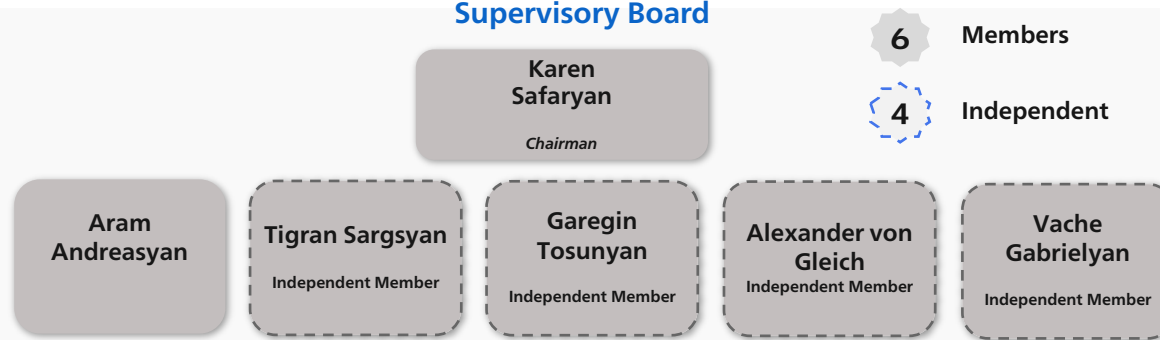 Supervisory Board
6 Members
4 Independent
Karen
Safaryan
Chairman
Aram
Andreasyan
Tigran Sargsyan
Independent Member
Garegin
Tosunyan
Independent Member
Alexander von
Gleich
Independent Member
Vache
Gabrielyan
Independent Member